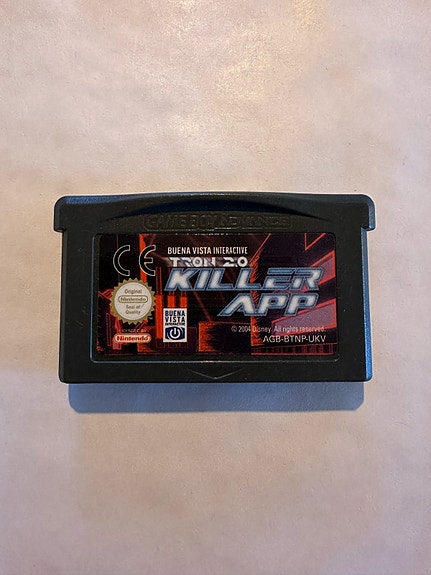 GAME BOY ADVANCE
CE
BUENA VISTA INTERACTIVE
TRON 2.0
KILLER
APP
Original
Nintendo
Seal of
Quality
BUENA
VISTA
INTERACTIVE
Nintendo
© 2004 Disney. All rights reserved.
AGB-BTNP-UKV